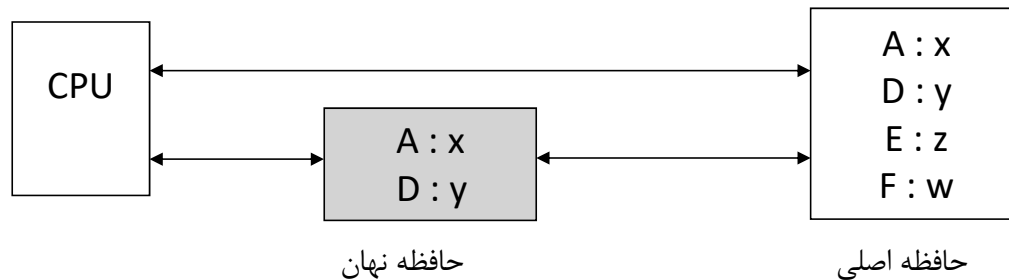 CPU
A : x
D : y
حافظه نهان
A : x
D : y
E : z
F : w
حافظه اصلی